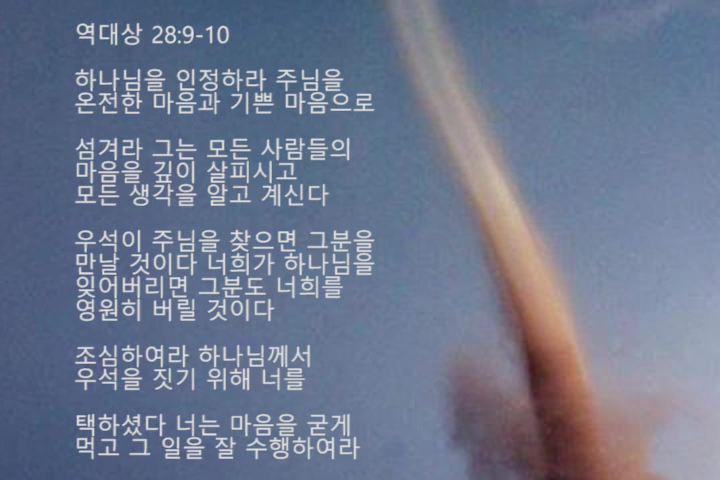 역대상 28:9-10
하나님을 인정하라 주님을
온전한 마음과 기쁜 마음으로
섬겨라 그는 모든 사람들의
마음을 깊이 살피시고
모든 생각을 알고 계신다
우석이 주님을 찾으면 그분을
만날 것이다 너희가 하나님을
잊어버리면 그분도 너희를
영원히 버릴 것이다
조심하여라 하나님께서
우석을 짓기 위해 너를
택하셨다 너는 마음을 굳게
먹고 그 일을 잘 수행하여라